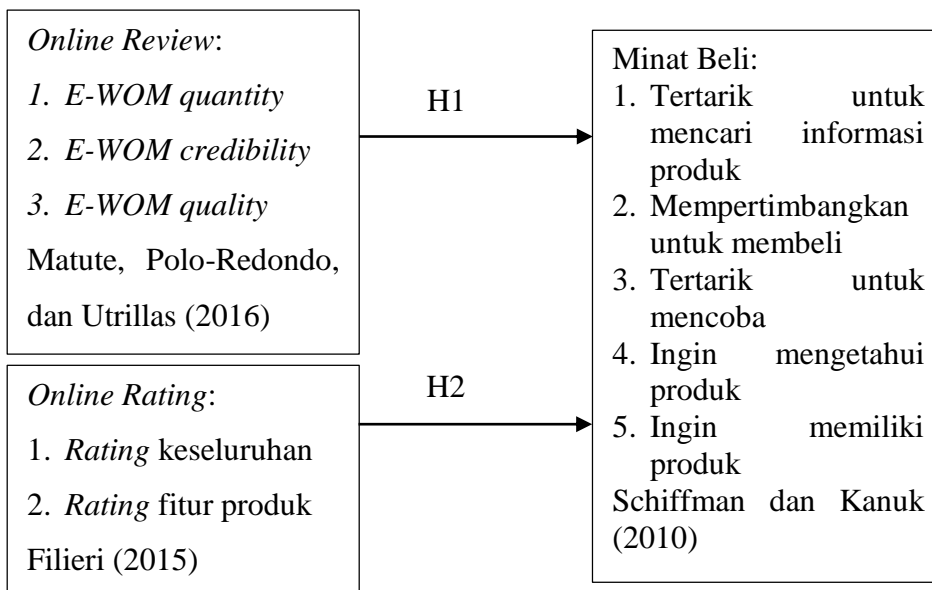 Online Review:
1. E-WOM quantity
2. E-WOM credibility
3. E-WOM quality
Matute, Polo-Redondo,
dan Utrillas (2016)
H1
Online Rating:
1. Rating keseluruhan
2. Rating fitur produk
Filieri (2015)
H2
Minat Beli:
1. Tertarik untuk
mencari informasi
produk
2. Mempertimbangkan
untuk membeli
3. Tertarik untuk
mencoba
4. Ingin mengetahui
produk
5. Ingin memiliki
produk
Schiffman dan Kanuk
(2010)